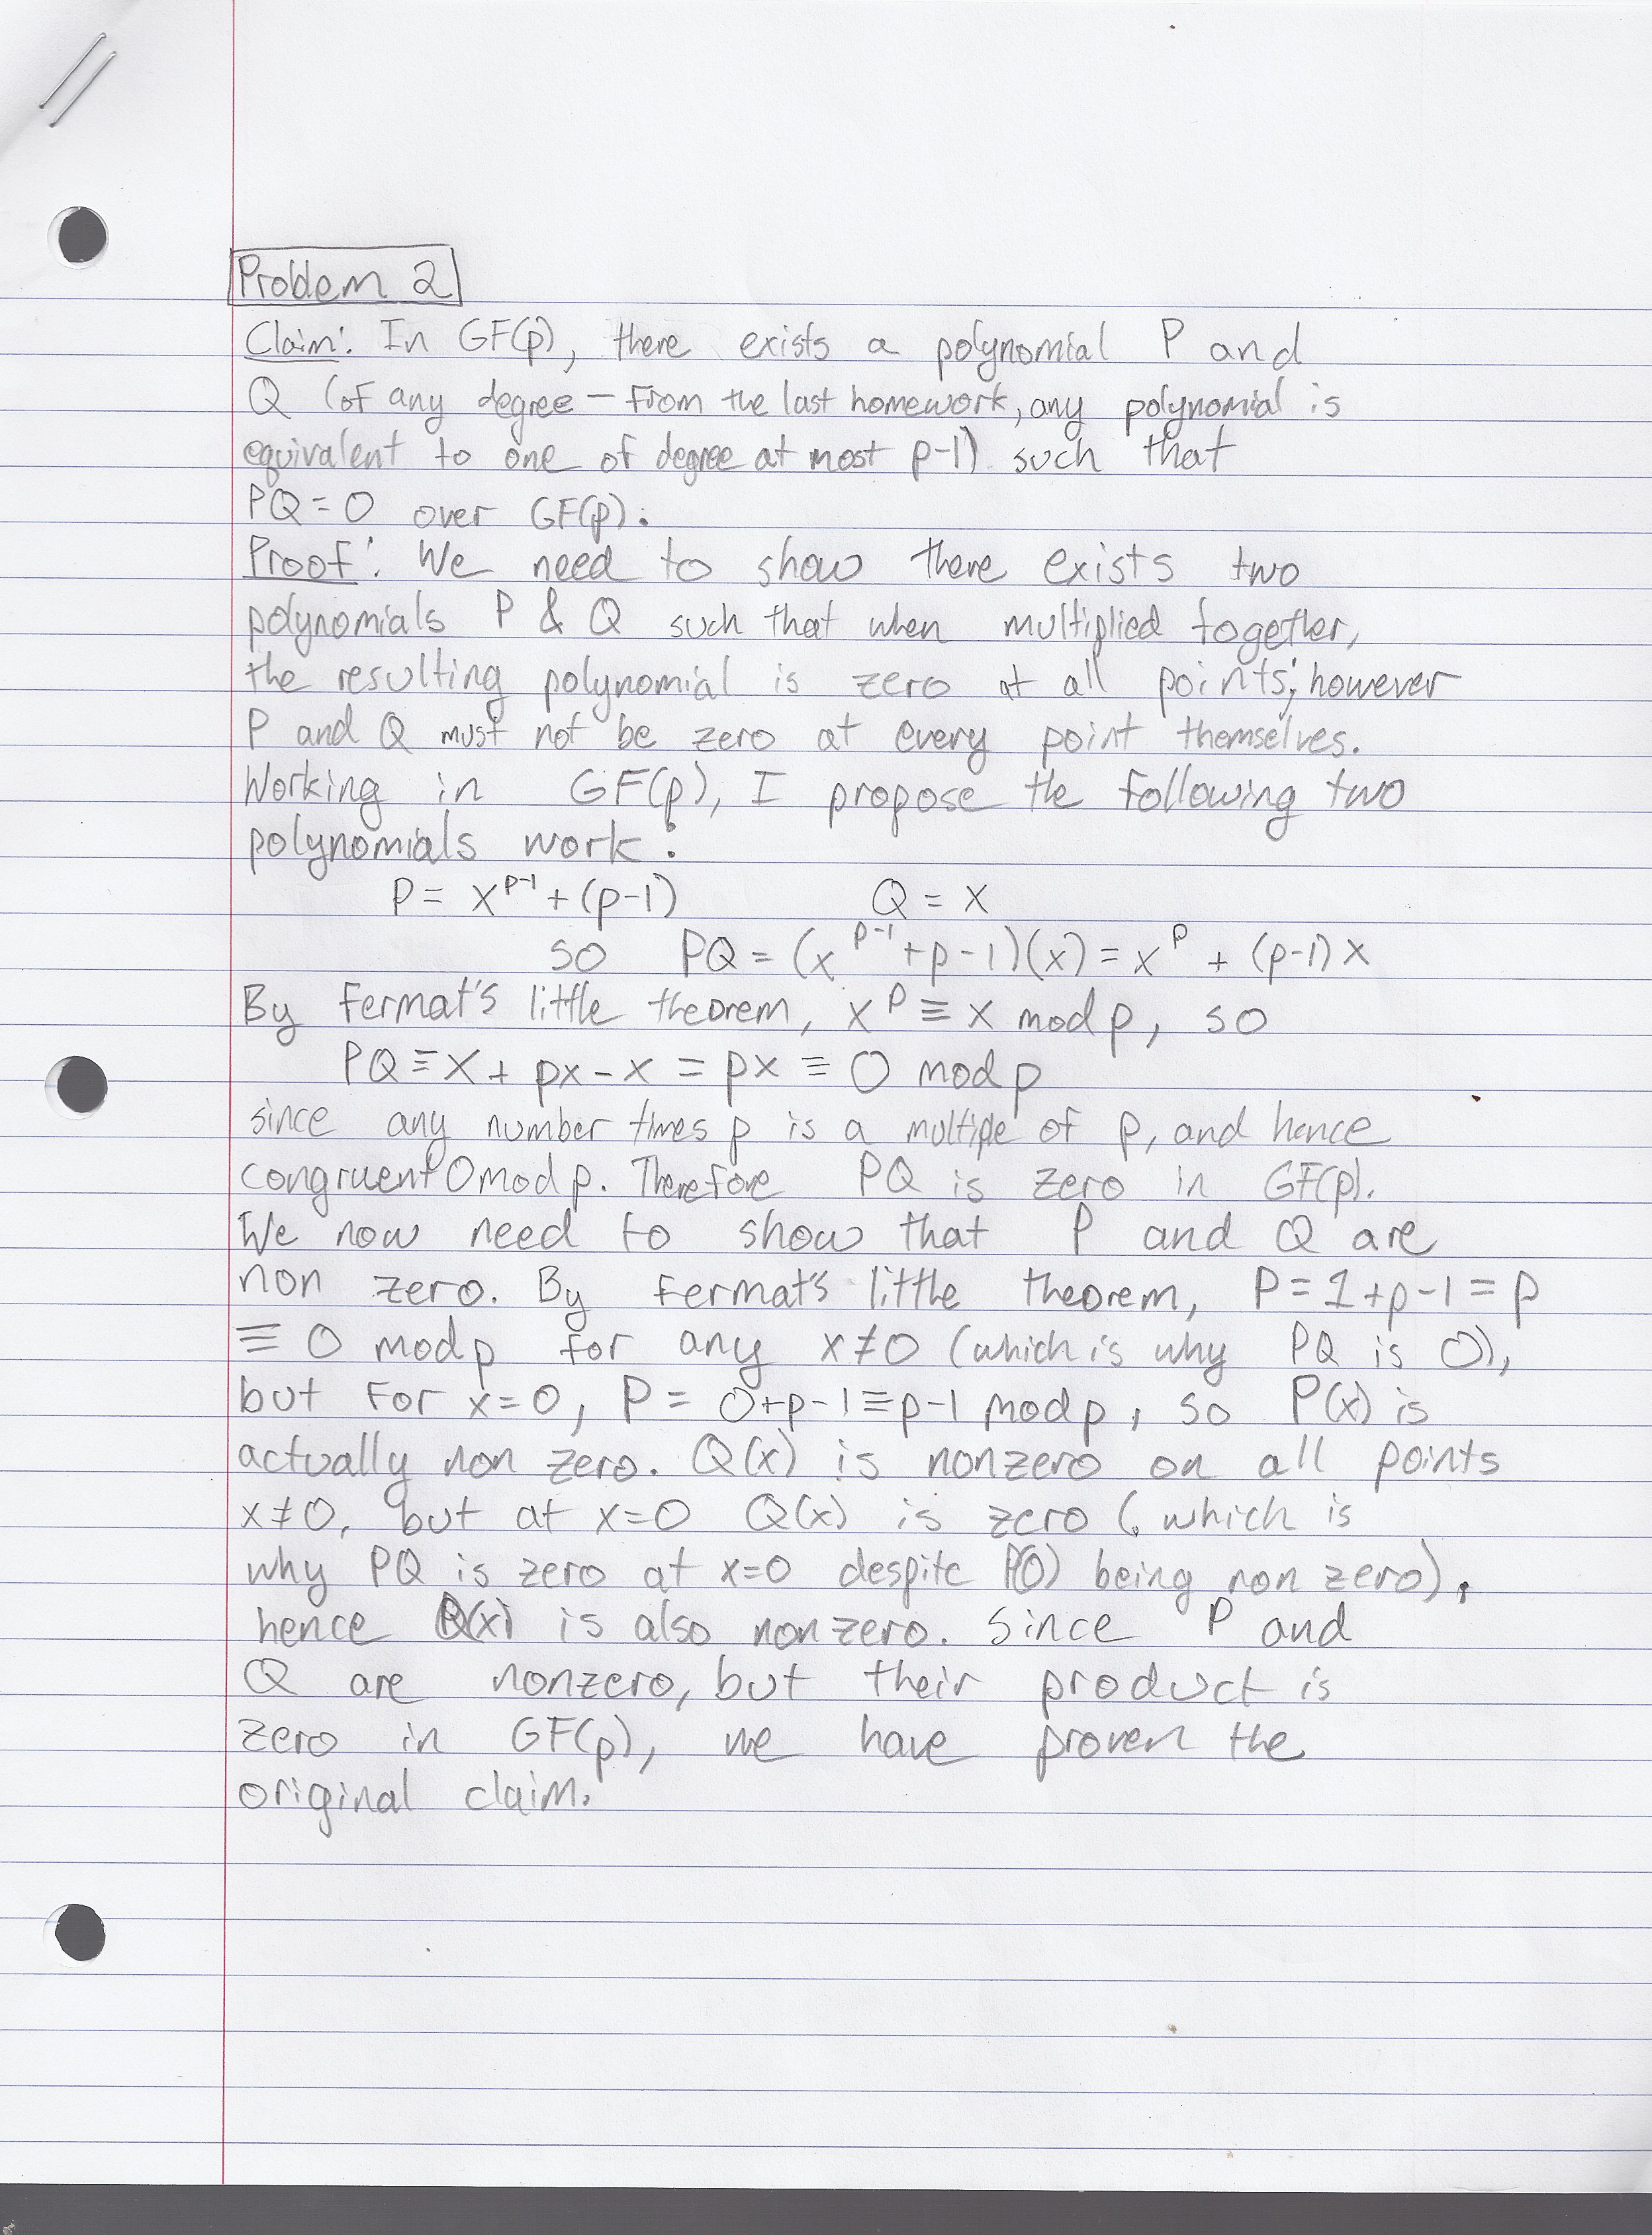 Problem 2
Claim: In GF(p), there exists a polynomial P and
Q (of any degree – from the last homework, any polynomial is
equivalent to one of degree at most p-1) such that
PQ = 0 over GF(p).
Proof: We need to show there exists two
polynomials P & Q such that when multiplied together,
the resulting polynomial is zero at all points; however
P and Q must not be zero at every point themselves.
Working in GF(p), I propose the following two
polynomials work:
P = x^{p-1} + (p-1)    Q = x
so PQ = (x^{p-1} + p - 1)(x) = x^p + (p-1)x
By Fermat's little theorem, x^p ≡ x mod p, so
PQ ≡ x + px - x = px ≡ 0 mod p
since any number times p is a multiple of p, and hence
congruent 0 mod p. Therefore PQ is zero in GF(p).
We now need to show that P and Q are
non zero. By Fermat's little theorem, P = 1 + p - 1 = p
≡ 0 mod p for any x ≠ 0 (which is why PQ is 0),
but for x = 0, P = 0 + p - 1 ≡ p - 1 mod p, so P(x) is
actually non zero. Q(x) is nonzero on all points
x ≠ 0, but at x = 0 Q(x) is zero (which is
why PQ is zero at x = 0 despite P(0) being non zero),
hence Q(x) is also nonzero. Since P and
Q are nonzero, but their product is
zero in GF(p), we have proven the
original claim.